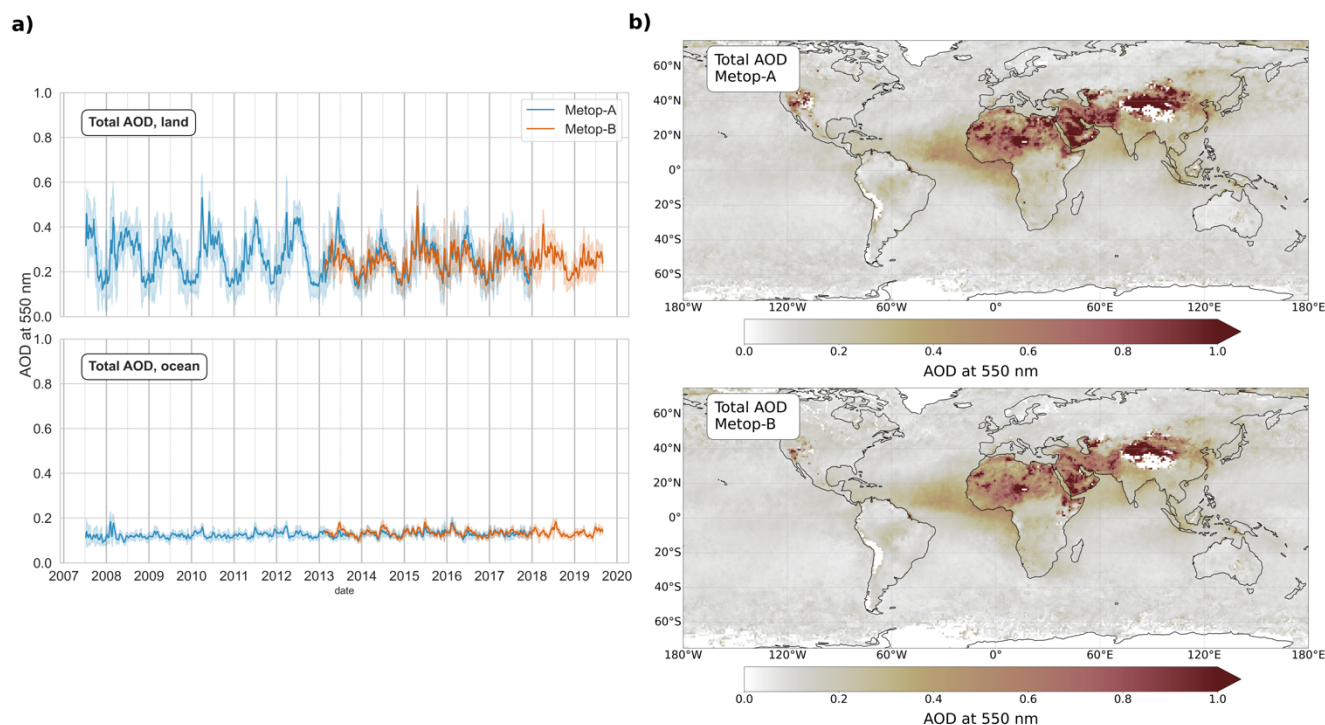 a)
1.0
0.8
0.6
0.4
0.2
0.0
Total AOD, land
Metop-A
Metop-B
AOD at 550 nm
1.0
0.8
0.6
0.4
0.2
0.0
Total AOD, ocean
2007 2008 2009 2010 2011 2012 2013 2014 2015 2016 2017 2018 2019 2020
date
b)
Total AOD
Metop-A
60°N
40°N
20°N
0°
20°S
40°S
60°S
180°W 120°W 60°W 0° 60°E 120°E 180°E
0.0 0.2 0.4 0.6 0.8 1.0
AOD at 550 nm
Total AOD
Metop-B
60°N
40°N
20°N
0°
20°S
40°S
60°S
180°W 120°W 60°W 0° 60°E 120°E 180°E
0.0 0.2 0.4 0.6 0.8 1.0
AOD at 550 nm